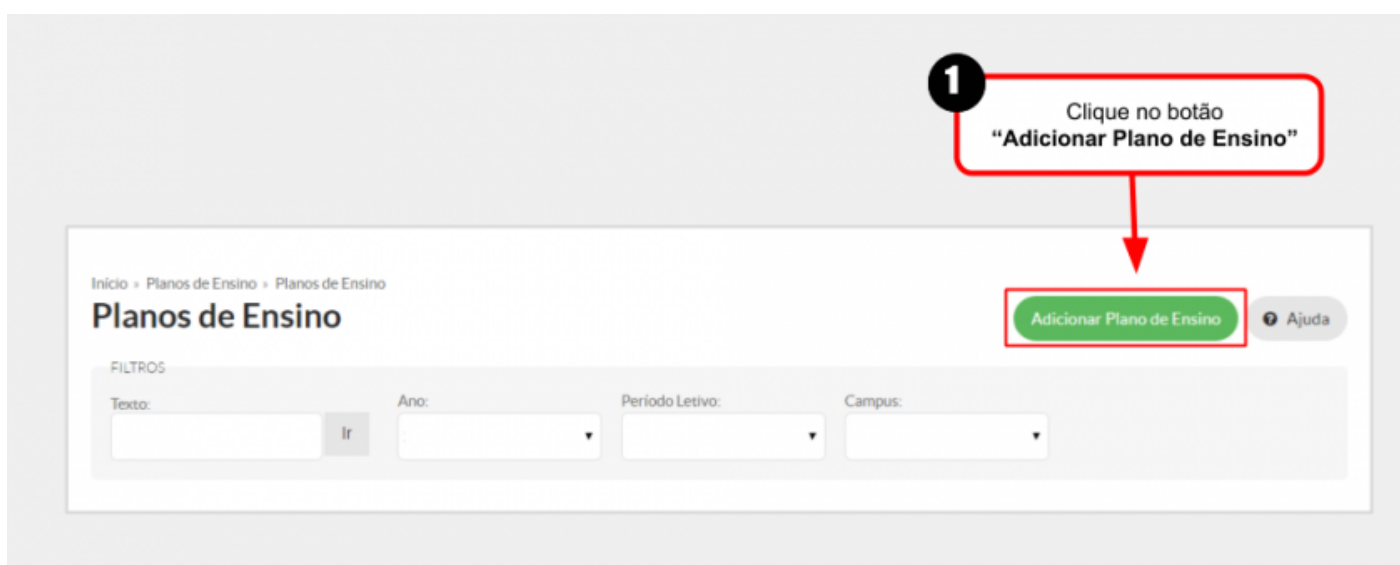 1
Clique no botão
“Adicionar Plano de Ensino”
Início » Planos de Ensino » Planos de Ensino
Planos de Ensino
Adicionar Plano de Ensino
Ajuda
FILTROS
Texto:
Ano:
Período Letivo:
Campus:
Ir